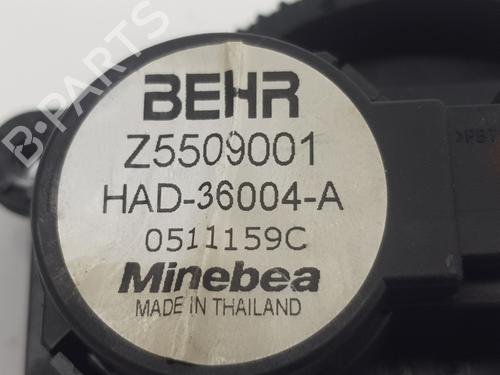 BEHR
Z5509001
HAD-36004-A
0511159C
Minebea
MADE IN THAILAND
B-PARTS